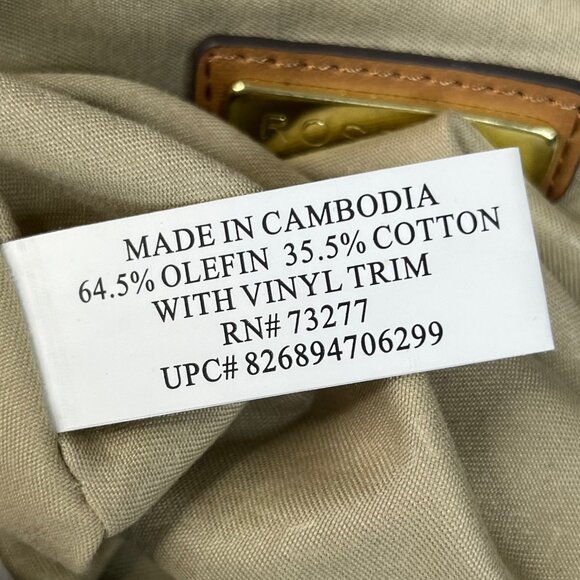 MADE IN CAMBODIA
64.5% OLEFIN 35.5% COTTON
WITH VINYL TRIM
RN# 73277
UPC# 826894706299